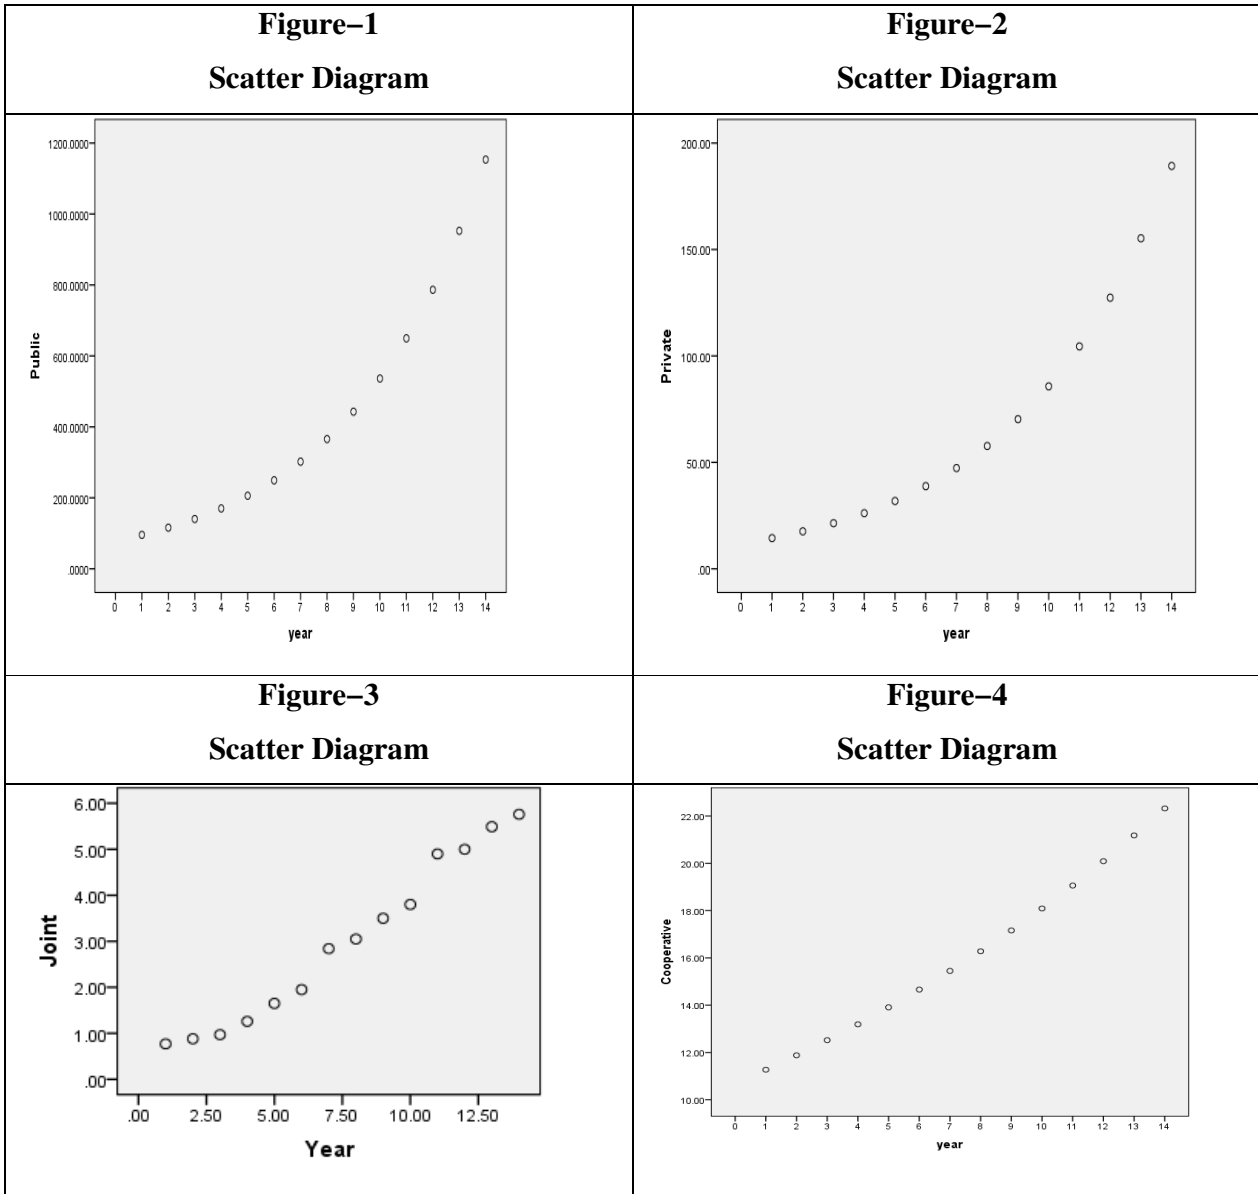 Figure–1
Scatter Diagram
Figure–2
Scatter Diagram
1200.0000
1000.0000
800.0000
600.0000
400.0000
200.0000
.0000
Public
0 1 2 3 4 5 6 7 8 9 10 11 12 13 14
year
200.00
150.00
100.00
50.00
.00
Private
0 1 2 3 4 5 6 7 8 9 10 11 12 13 14
year
Figure–3
Scatter Diagram
Figure–4
Scatter Diagram
6.00
5.00
4.00
3.00
2.00
1.00
.00
Joint
.00 2.50 5.00 7.50 10.00 12.50
Year
22.00
20.00
18.00
16.00
14.00
12.00
10.00
Cooperative
0 1 2 3 4 5 6 7 8 9 10 11 12 13 14
year